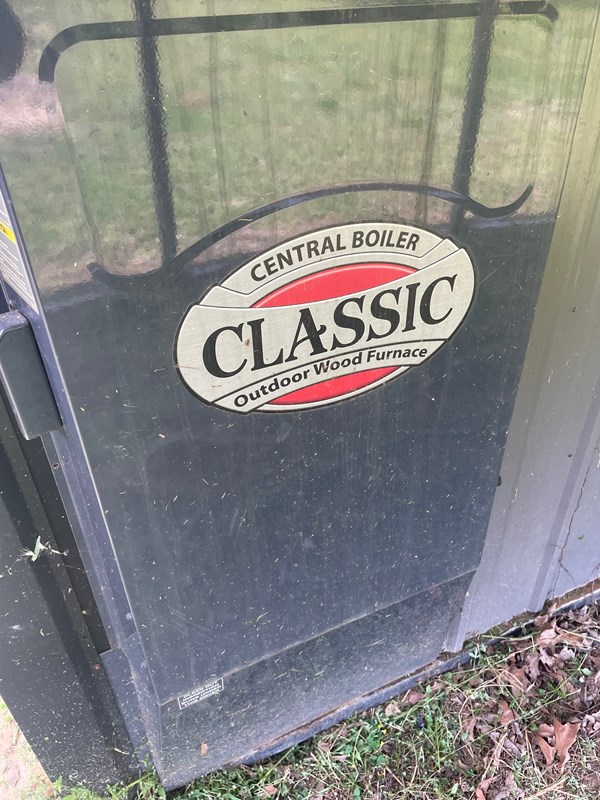 CENTRAL BOILER
CLASSIC
Outdoor Wood Furnace